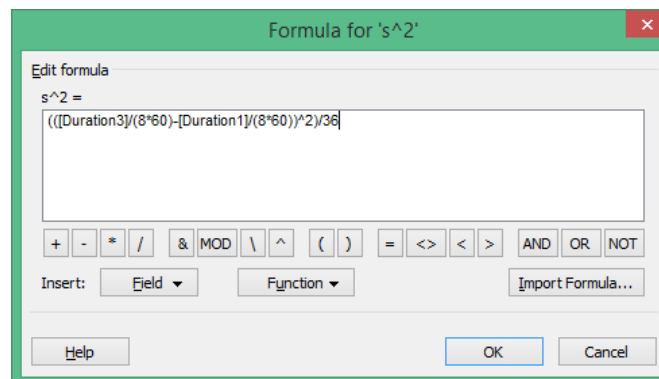 Formula for 's^2'
x
Edit formula
s^2 =
(([Duration3]/(8*60)-[Duration1]/(8*60))^2)/36
+ - * / & MOD \ ^ ( ) = <> < > AND OR NOT
Insert: Field Function Import Formula...
Help OK Cancel